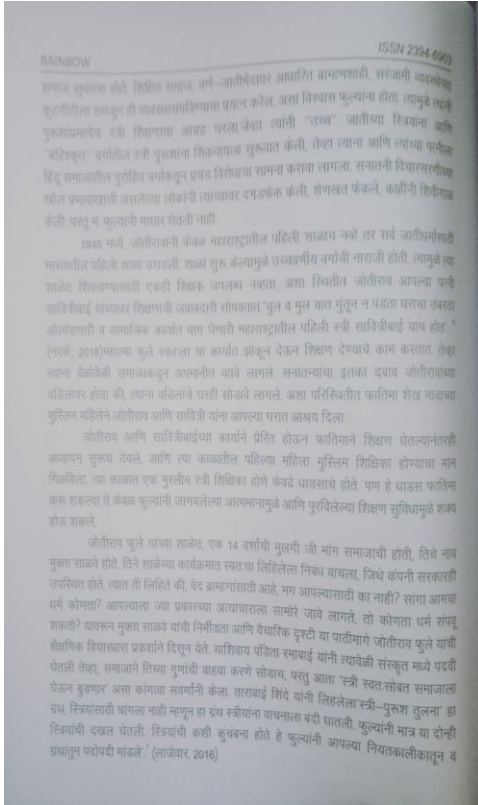 RAINBOW
ISSN 2394-6903
समाज सुधारक होते. शिक्षित समाज, वर्ण-जातीभेदावर आधारित ब्राम्हणशाही, सरंजामी व्यवस्थेच्या
कुटनीतीला समजून ही व्यवस्थासंपविण्याचा प्रयत्न करेल, असा विश्वास फुल्यांना होता. त्यामुळे त्यांनी
पुरूशांप्रमाणेच स्त्री शिक्षणाचा आग्रह धरला.जेव्हा त्यांनी "उच्च" जातीच्या स्त्रियांना आणि
"बहिश्कृत" वर्गातील स्त्री पुरूशांना शिकवायला सुरूवात केली, तेव्हा त्यांना आणि त्याच्या पत्नीला
हिंदू समाजातील पुरोहित वर्गाकडून प्रचंड विरोधाचा सामना करावा लागला. सनातनी विचारसरणीच्या
खोल प्रभावाखाली असलेल्या लोकांनी त्यांच्यावर दगडफेक केली, शेणखत फेकले, काहींनी शिवीगाळ
केली. परंतु म. फुल्यांनी माघार घेतली नाही.
1848 मध्ये, जोतीरावांनी केवळ महाराष्ट्रातील पहिली शाळाच नव्हे तर सर्व जातीधर्मासाठी
भारतातील पहिली शाळा उघडली. शाळा सुरू केल्यामुळे उच्चवर्णीय वर्गाची नाराजी होती. त्यामुळे त्या
शाळेत शिकवण्यासाठी एकही शिक्षक उपलब्ध नव्हता. अशा स्थितीत जोतीराव आपल्या पत्नी
सावित्रीबाई यांच्यावर शिक्षणाची जबाबदारी सोपवतात.'चुल व मुल यात गुंतून न पडता घराचा उंबरठा
ओलांडणारी व सामाजिक कार्यात भाग घेणारी महाराष्ट्रातील पहिली स्त्री सावित्रीबाई याच होत'.'
(नरके, 2018)महात्मा फुले स्वतःला या कार्यात झोकून देऊन शिक्षण देण्याचे काम करतात. तेव्हा
त्यांना वेळोवेळी समाजाकडून अपमानीत व्हावे लागले. सनातन्यांचा इतका दबाव जोतीरावांच्या
वडिलांवर होता की, त्यांना वडिलांचे घरही सोडावे लागले. अशा परिस्थितीत फातिमा शेख नावाच्या
मुस्लिम महिलेने जोतीराव आणि सावित्री यांना आपल्या घरात आश्रय दिला.
जोतीराव आणि सावित्रीबाईंच्या कार्याने प्रेरित होऊन फातिमाने शिक्षण घेतल्यानंतरही
अध्यापन सुरूच ठेवले. आणि त्या काळातील पहिल्या महिला मुस्लिम शिक्षिका होण्याचा मान
मिळविला. त्या काळात एक मुस्लीम स्त्री शिक्षिका होणे केवढे धाडसाचे होते. पण हे धाडस फातिमा
करू शकल्या ते केवळ फुल्यांनी जागवलेल्या आत्मभानामुळे आणि पुरविलेल्या शिक्षण सुविधांमुळे शक्य
होऊ शकले.
जोतीराव फुले यांच्या शाळेत, एक 14 वर्शाची मुलगी जी मांग समाजाची होती, तिचे नाव
मुक्ता साळवे होते. तिने शाळेच्या कार्यक्रमात स्वतःचा लिहिलेला निबंध वाचला, जिथे कंपनी सरकारही
उपस्थित होते, त्यात ती लिहिते की, वेद ब्राम्हणांसाठी आहे, मग आपल्यासाठी का नाही? सांगा आमचा
धर्म कोणता? आपल्याला ज्या प्रकारच्या अत्याचाराला सामोरे जावे लागते, तो कोणता धर्म संपवू
शकतो? यावरून मुक्ता साळवे यांची निर्भीडता आणि वैचारिक दृश्टी या पाठीमागे जोतीराव फुले यांची
शैक्षणिक विचारधारा प्रकर्शाने दिसून येते. याशिवाय पंडिता रमाबाई यांनी त्यावेळी संस्कृत मध्ये पदवी
घेतली तेव्हा, समाजाने तिच्या गुणांची वाहवा करणे सोडाच, परंतु आता 'स्त्री स्वतःसोबत समाजाला
घेऊन बुडणार' असा कांगावा सवर्णांनी केला. ताराबाई शिंदे यांनी लिहलेला'स्त्री-पुरूश तुलना' हा
ग्रंथ, स्त्रियांसाठी चांगला नाही म्हणून हा ग्रंथ स्त्रीयांना वाचनाला बंदी घातली. फुल्यांनी मात्र या दोन्ही
स्त्रियांची दखल घेतली. स्त्रियांची कशी कुचंबना होते हे फुल्यांनी आपल्या नियतकालीकातून व
ग्रंथातुन पदोपदी मांडले'.' (लांजेवार, 2016)